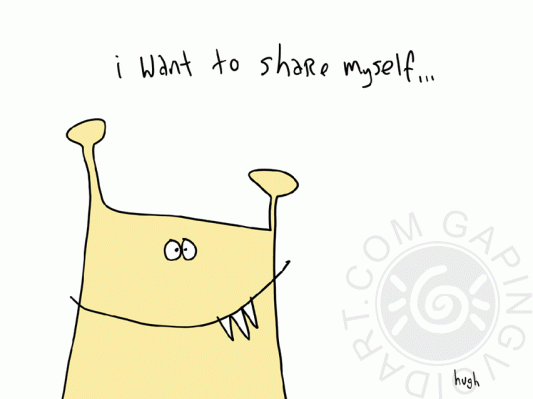 i want to share myself...
GAPINGVOIDART.COM
hugh